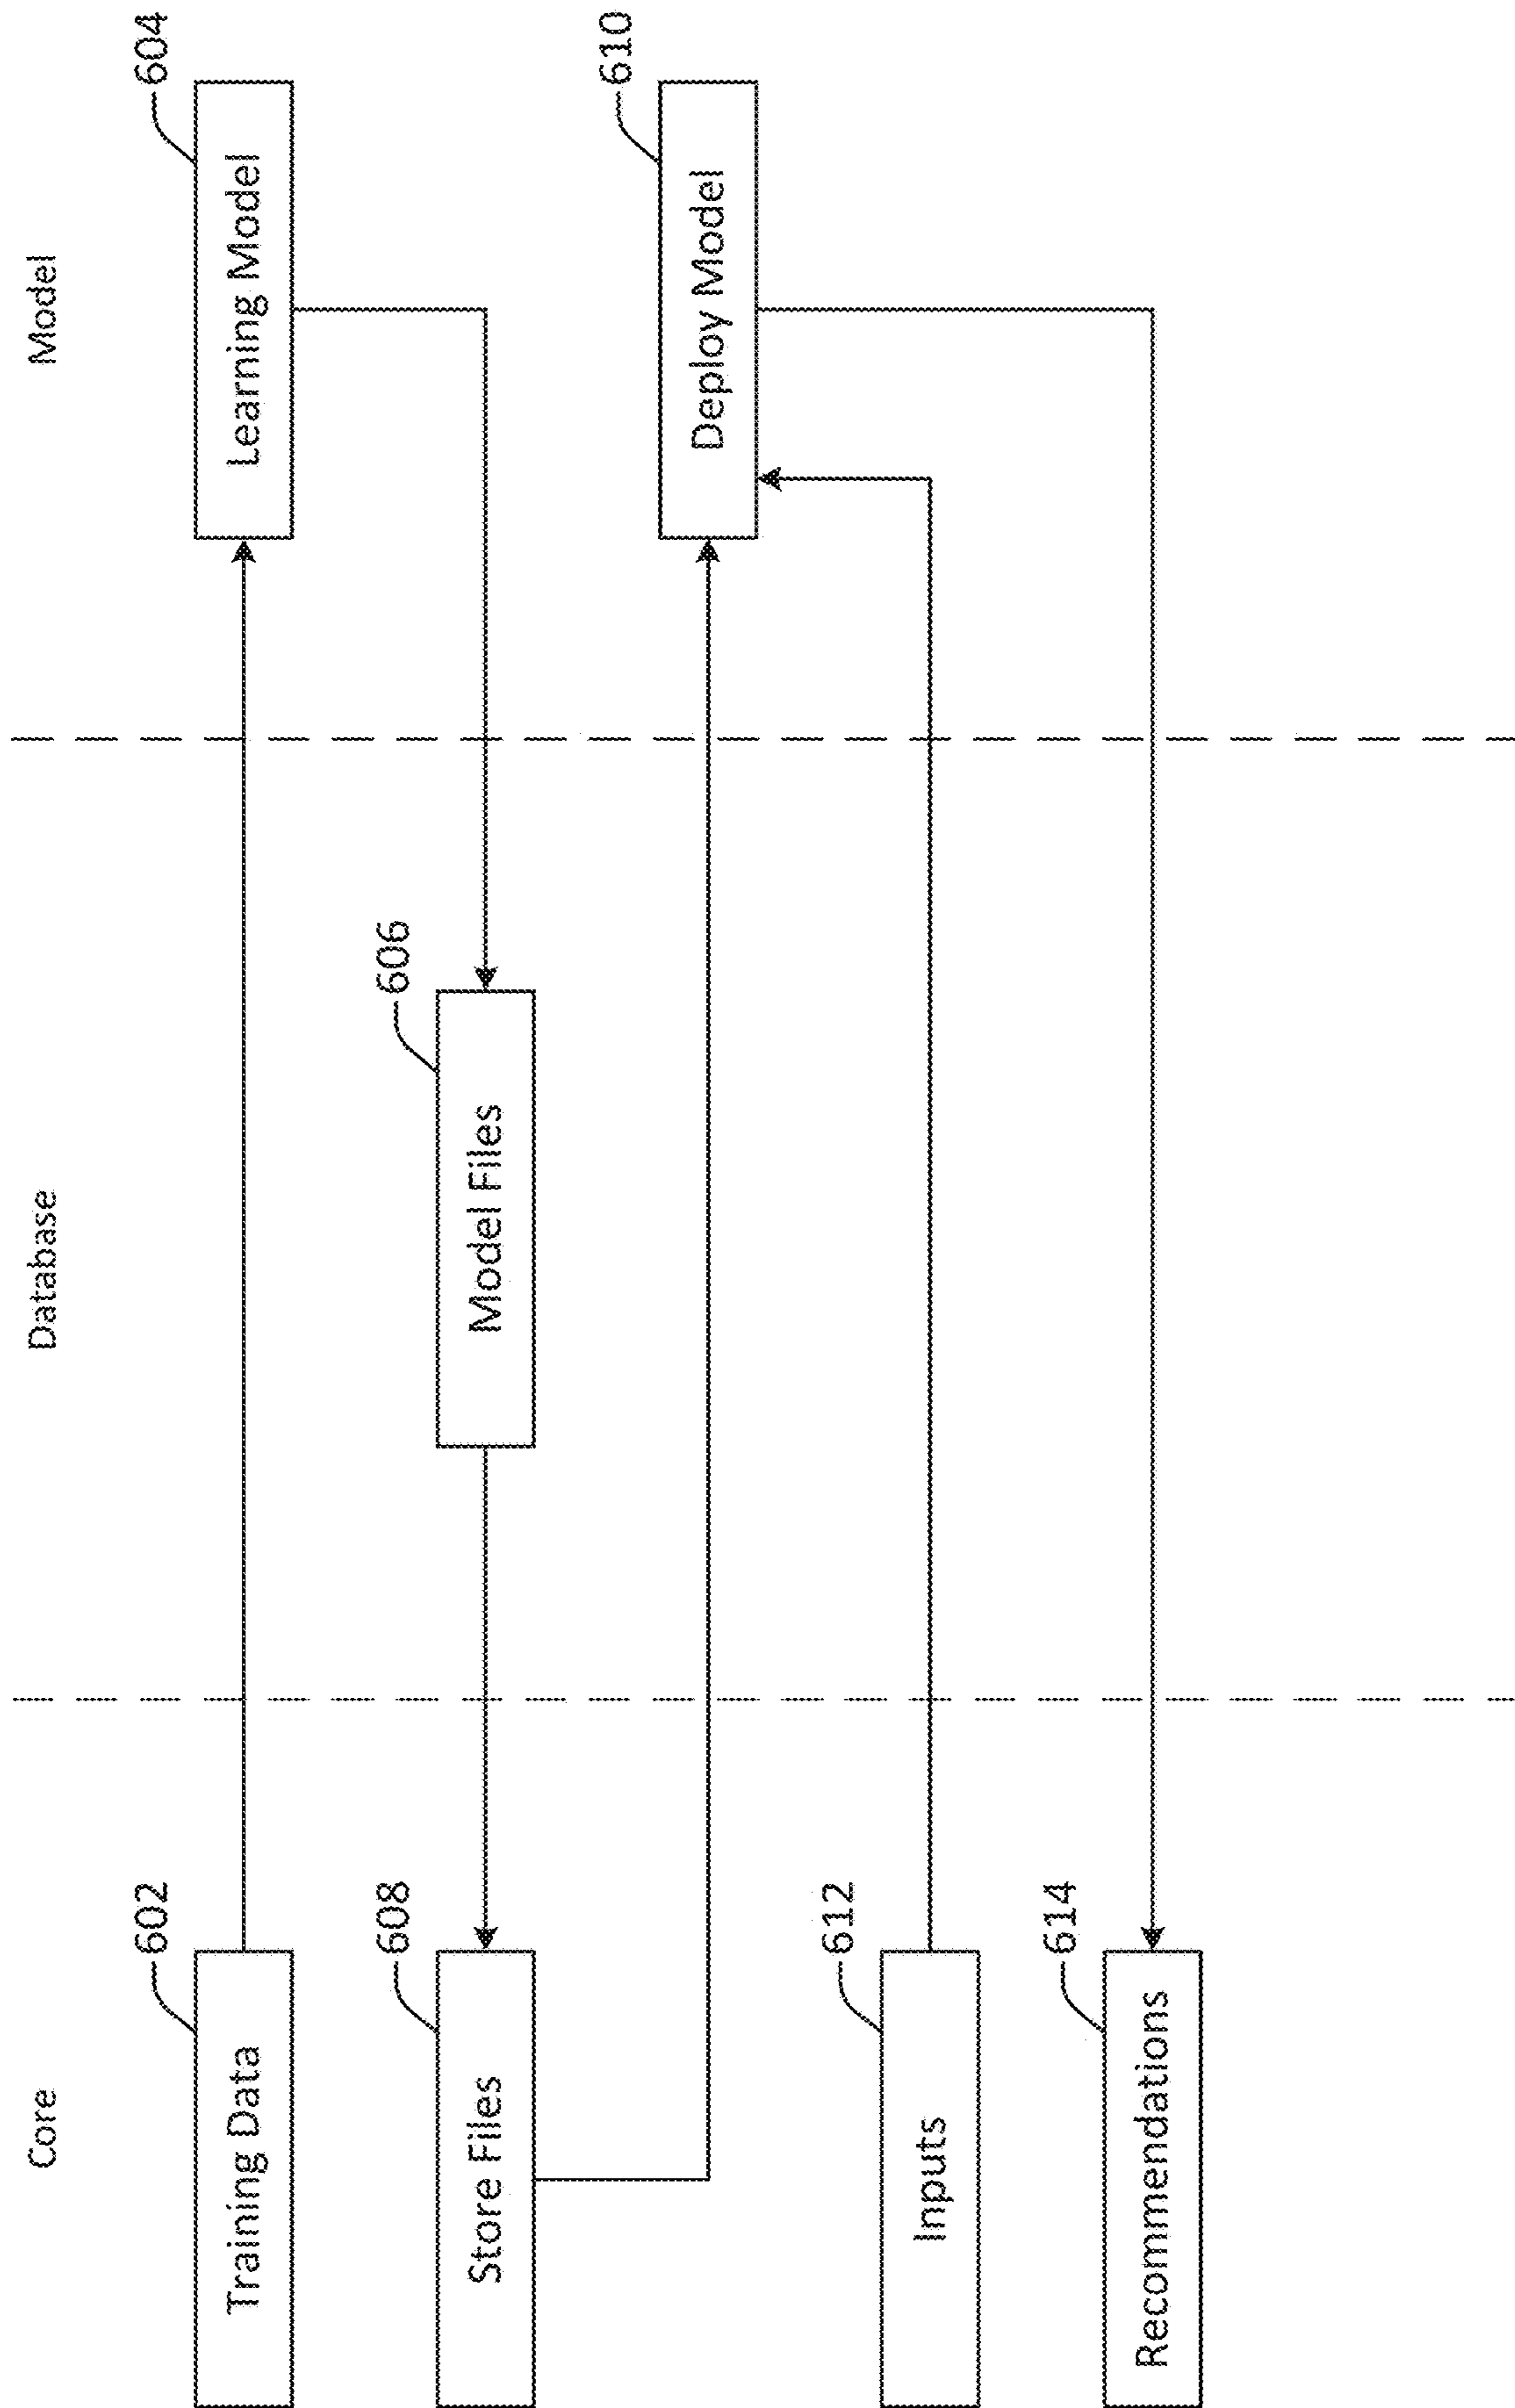 Core
Database
Model
602
Training Data
604
Learning Model
606
Model Files
608
Store Files
610
Deploy Model
612
Inputs
614
Recommendations